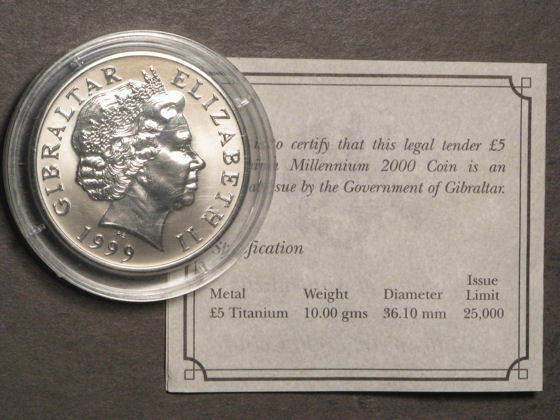 GIBRALTAR ELIZABETH II
1999
to certify that this legal tender £5
Millennium 2000 Coin is an
issue by the Government of Gibraltar.
Specification
Issue
Metal Weight Diameter Limit
£5 Titanium 10.00 gms 36.10 mm 25,000